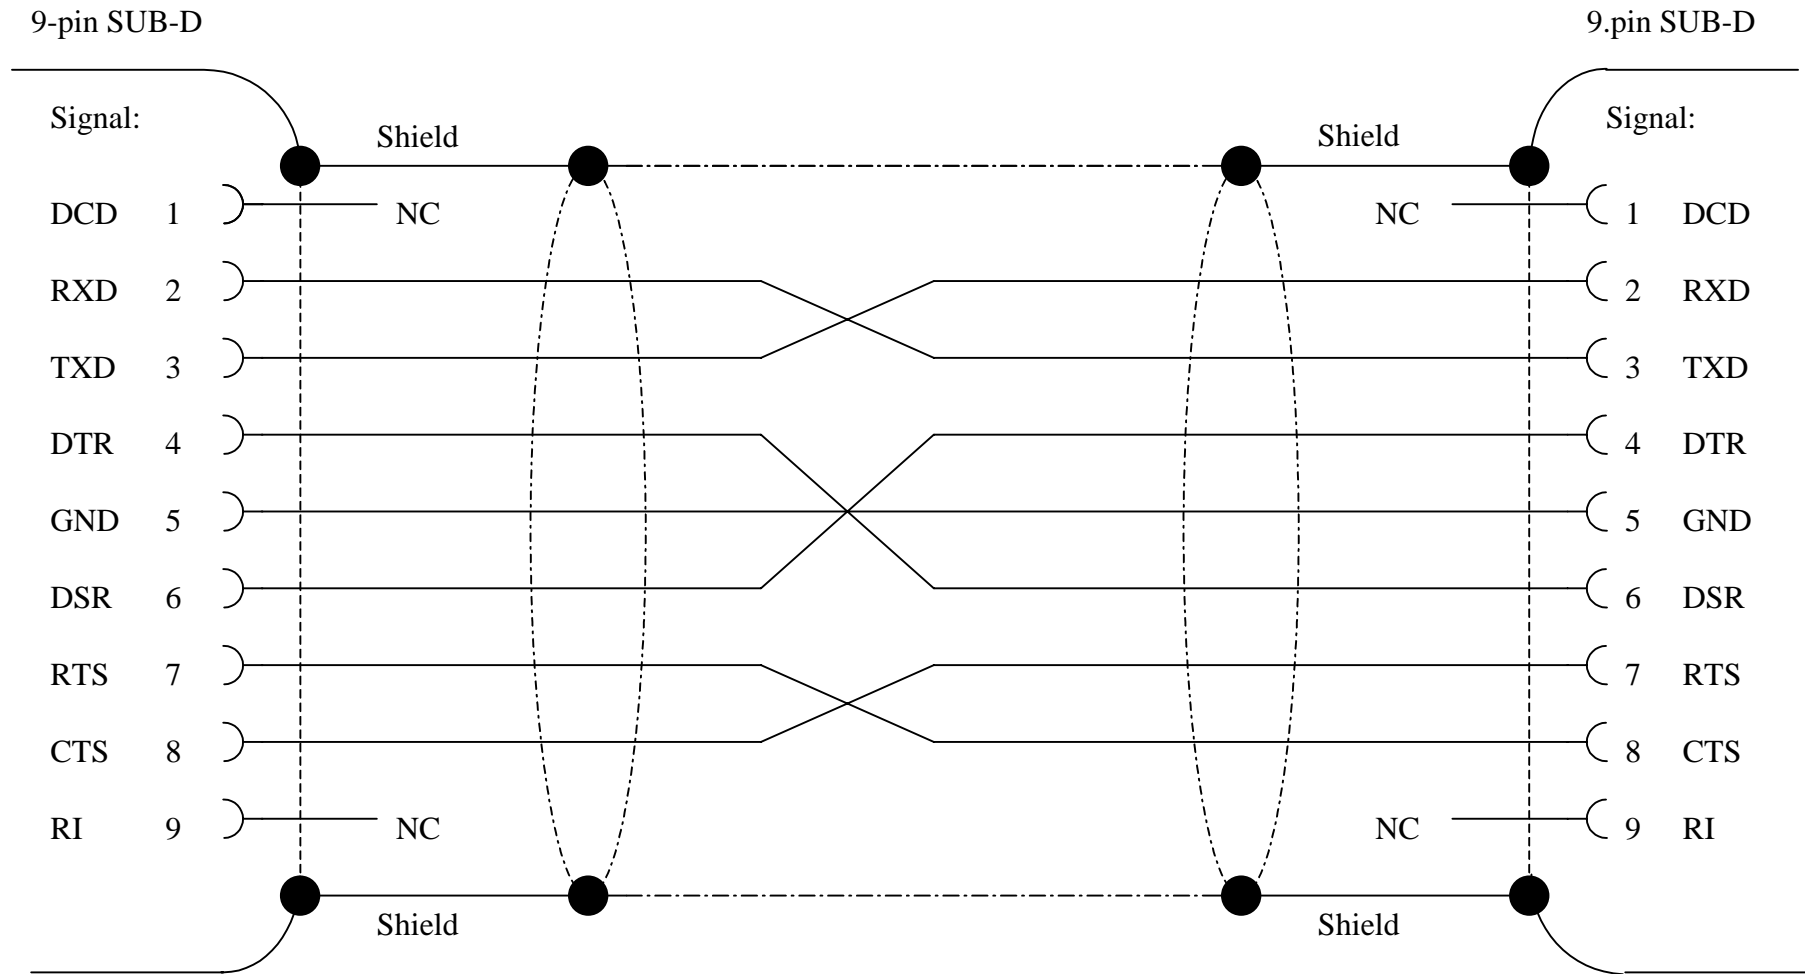 9-pin SUB-D 9.pin SUB-D
Signal: Signal:
Shield Shield
DCD 1 NC NC 1 DCD
RXD 2 2 RXD
TXD 3 3 TXD
DTR 4 4 DTR
GND 5 5 GND
DSR 6 6 DSR
RTS 7 7 RTS
CTS 8 8 CTS
RI 9 NC NC 9 RI
Shield Shield